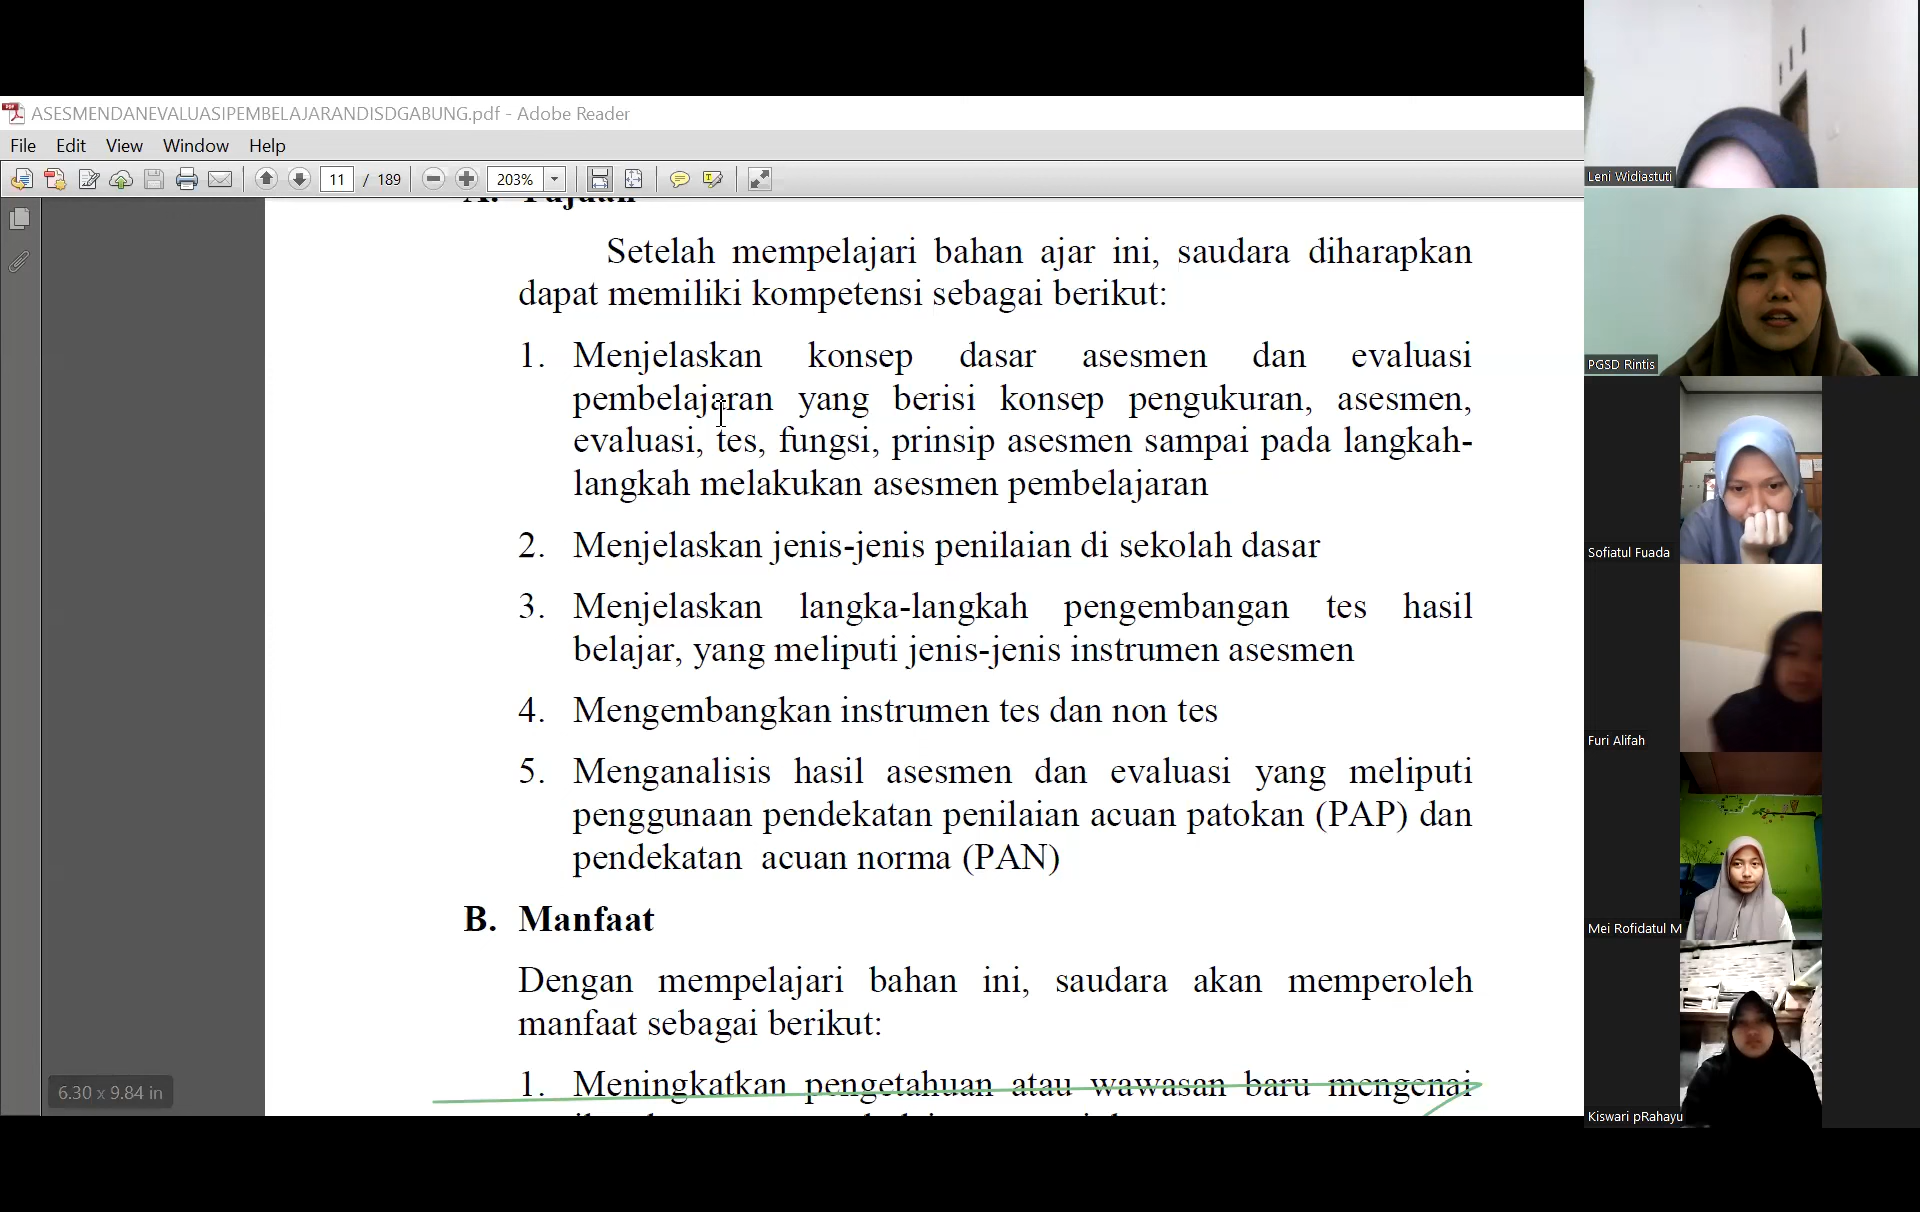 ASESMENDANEVALUASIPEMBELAJARANDISDGABUNG.pdf - Adobe Reader
File Edit View Window Help
11 / 189 203%
A. Tujuan
Setelah mempelajari bahan ajar ini, saudara diharapkan
dapat memiliki kompetensi sebagai berikut:
1. Menjelaskan konsep dasar asesmen dan evaluasi
pembelajaran yang berisi konsep pengukuran, asesmen,
evaluasi, tes, fungsi, prinsip asesmen sampai pada langkah-
langkah melakukan asesmen pembelajaran
2. Menjelaskan jenis-jenis penilaian di sekolah dasar
3. Menjelaskan langka-langkah pengembangan tes hasil
belajar, yang meliputi jenis-jenis instrumen asesmen
4. Mengembangkan instrumen tes dan non tes
5. Menganalisis hasil asesmen dan evaluasi yang meliputi
penggunaan pendekatan penilaian acuan patokan (PAP) dan
pendekatan acuan norma (PAN)
B. Manfaat
Dengan mempelajari bahan ini, saudara akan memperoleh
manfaat sebagai berikut:
1. Meningkatkan pengetahuan atau wawasan baru mengenai
6.30 x 9.84 in
Leni Widiastuti
PGSD Rintis
Sofiatul Fuada
Furi Alifah
Mei Rofidatul M
Kiswari pRahayu